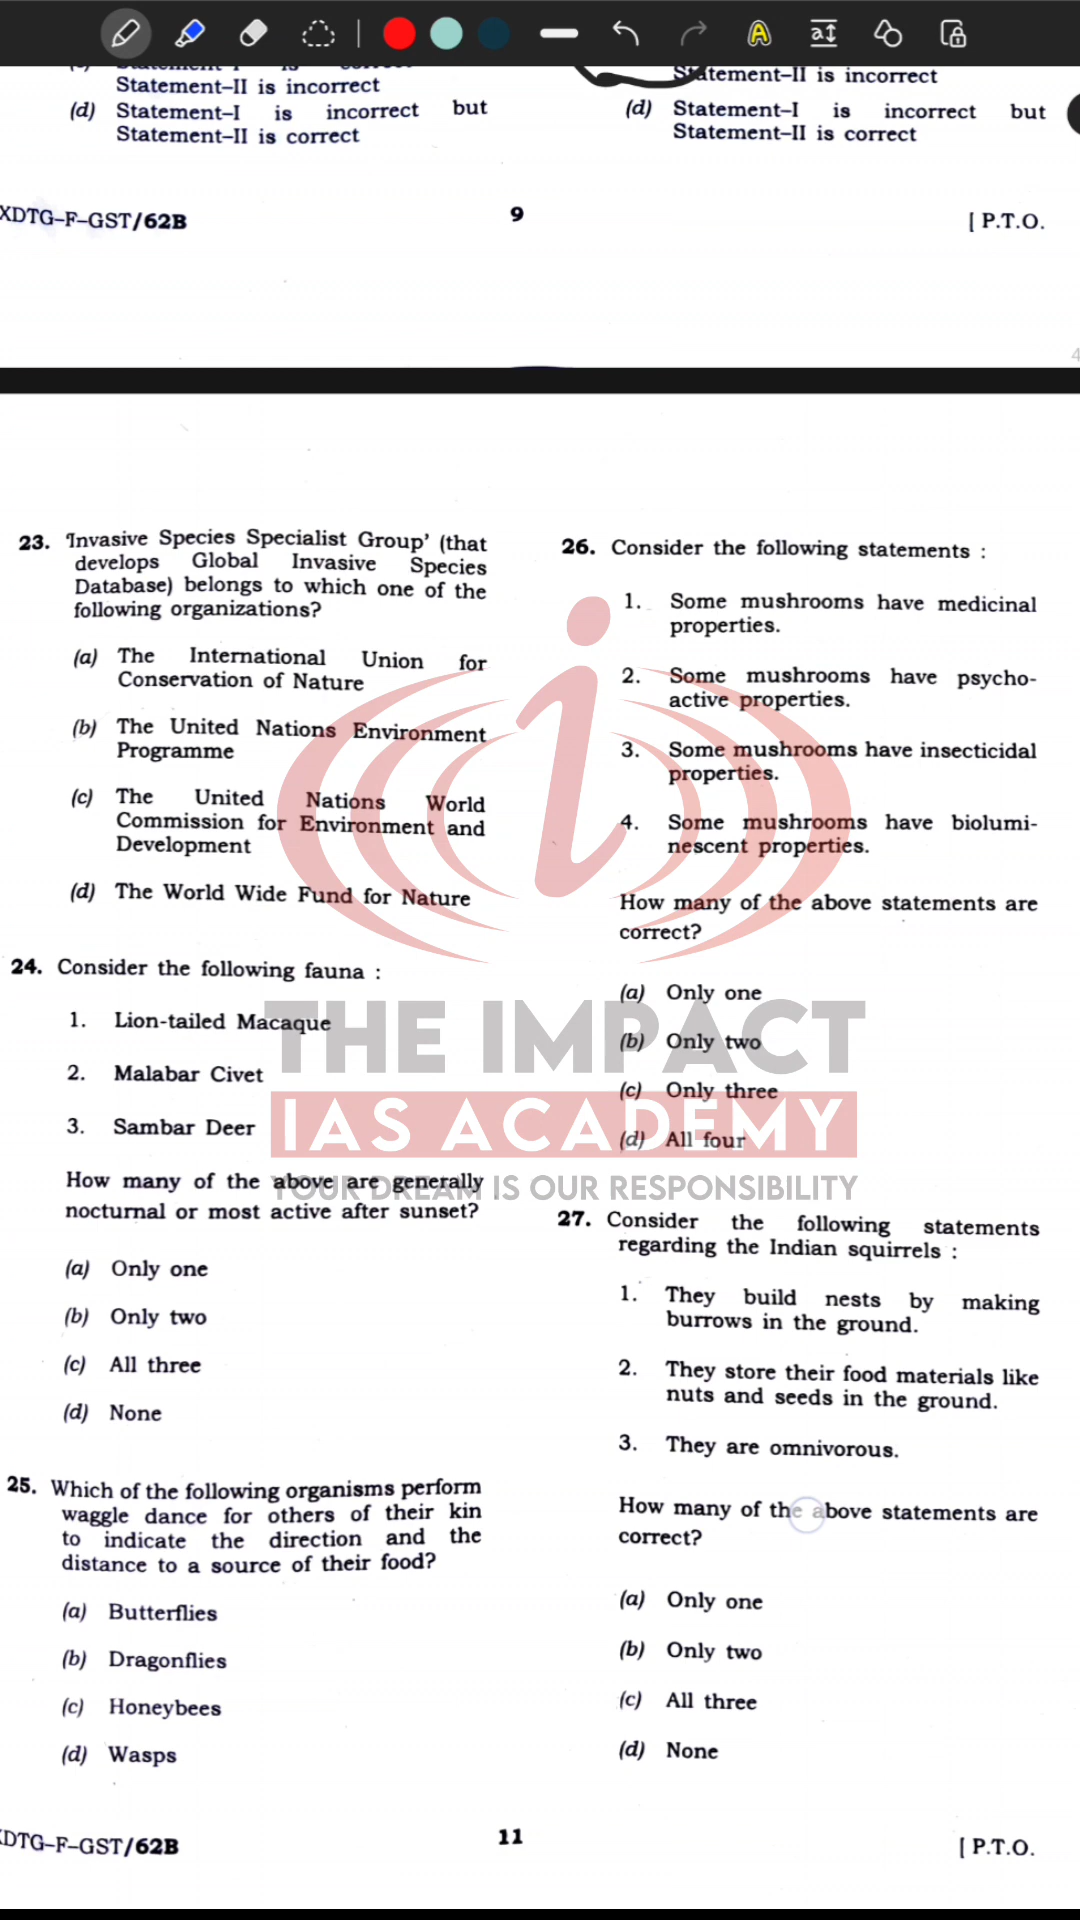 Statement–II is incorrect
(d) Statement–I is incorrect but
Statement–II is correct
Statement–II is incorrect
(d) Statement–I is incorrect but
Statement–II is correct
XDTG–F–GST/62B
9
[ P.T.O.
4
23. 'Invasive Species Specialist Group' (that
develops Global Invasive Species
Database) belongs to which one of the
following organizations?
(a) The International Union for
Conservation of Nature
(b) The United Nations Environment
Programme
(c) The United Nations World
Commission for Environment and
Development
(d) The World Wide Fund for Nature
24. Consider the following fauna :
1. Lion-tailed Macaque
2. Malabar Civet
3. Sambar Deer
How many of the above are generally
nocturnal or most active after sunset?
(a) Only one
(b) Only two
(c) All three
(d) None
25. Which of the following organisms perform
waggle dance for others of their kin
to indicate the direction and the
distance to a source of their food?
(a) Butterflies
(b) Dragonflies
(c) Honeybees
(d) Wasps
26. Consider the following statements :
1. Some mushrooms have medicinal
properties.
2. Some mushrooms have psycho-
active properties.
3. Some mushrooms have insecticidal
properties.
4. Some mushrooms have biolumi-
nescent properties.
How many of the above statements are
correct?
(a) Only one
(b) Only two
(c) Only three
(d) All four
27. Consider the following statements
regarding the Indian squirrels :
1. They build nests by making
burrows in the ground.
2. They store their food materials like
nuts and seeds in the ground.
3. They are omnivorous.
How many of the above statements are
correct?
(a) Only one
(b) Only two
(c) All three
(d) None
THE IMPACT
IAS ACADEMY
YOUR DREAM IS OUR RESPONSIBILITY
DTG–F–GST/62B
11
[ P.T.O.